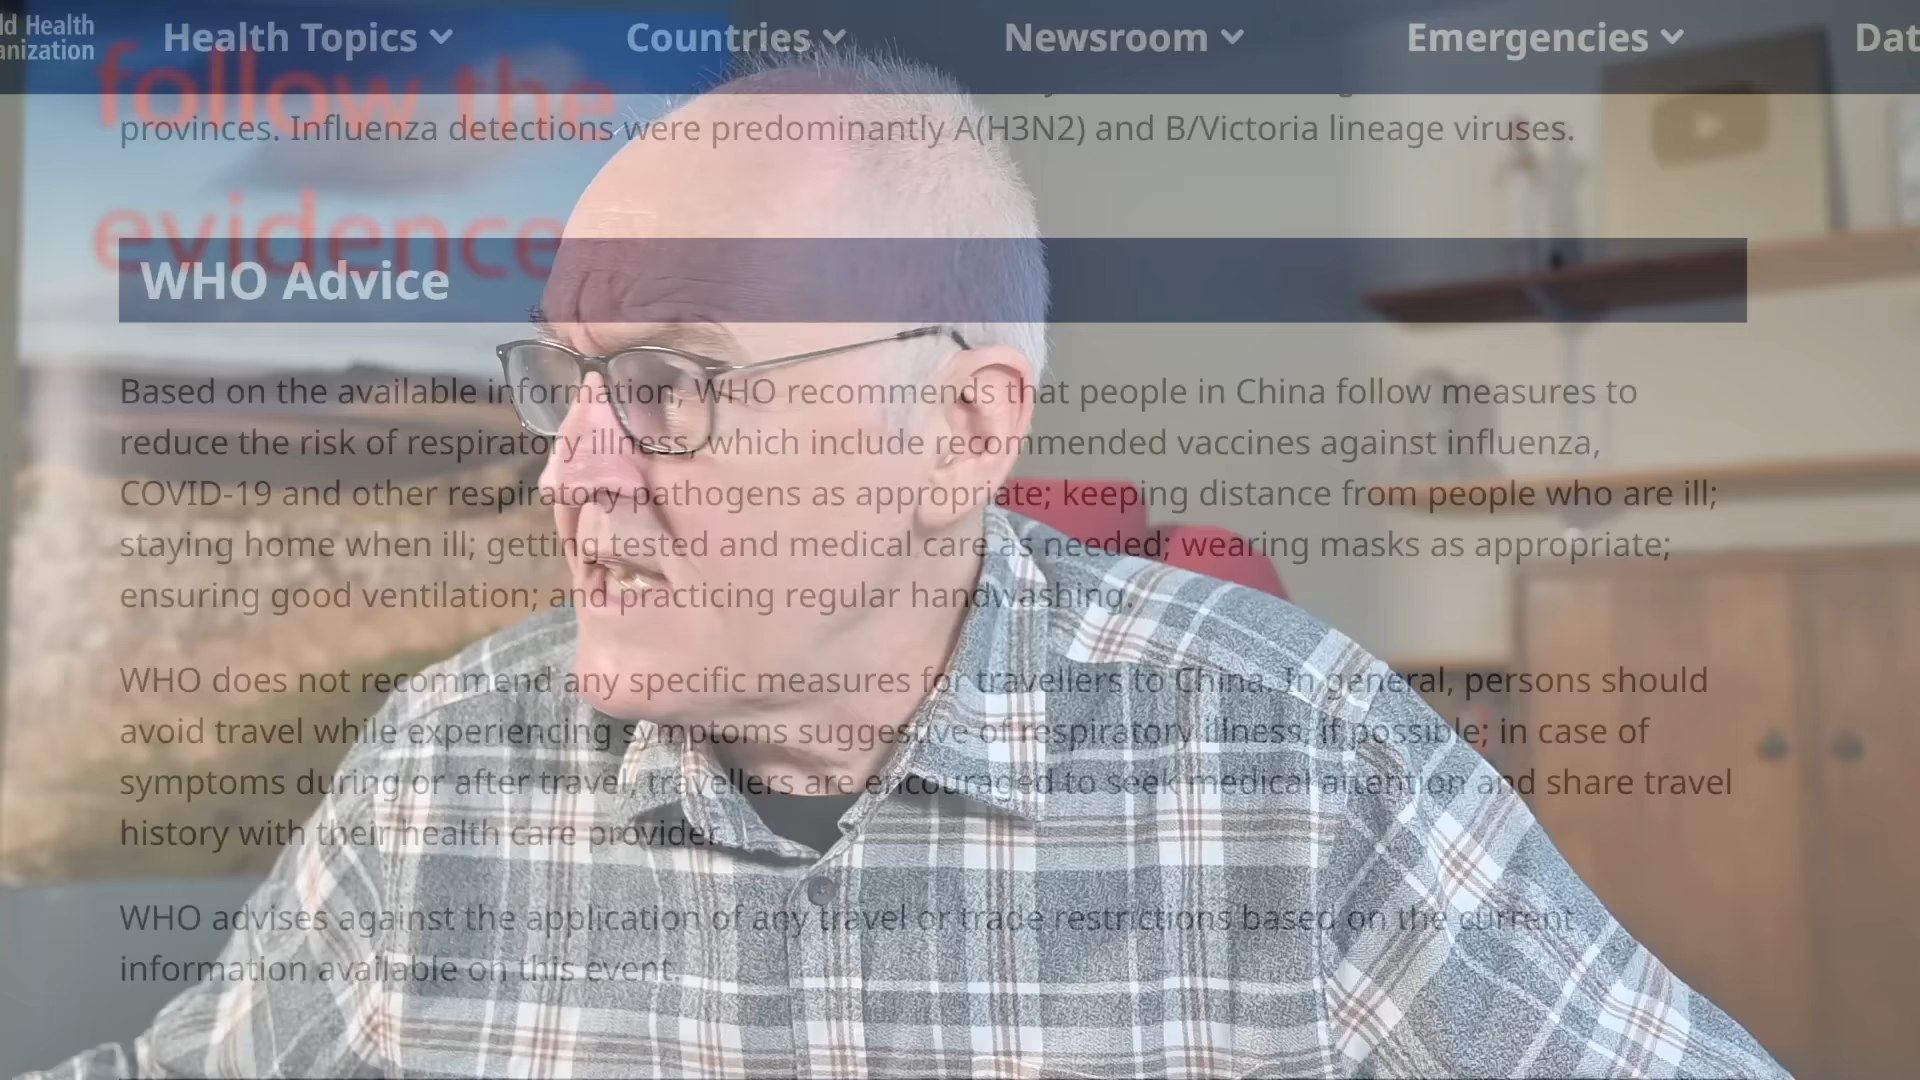 ld Health
anization
Health Topics
Countries
Newsroom
Emergencies
Dat
follow the
evidence
provinces. Influenza detections were predominantly A(H3N2) and B/Victoria lineage viruses.
WHO Advice
Based on the available information, WHO recommends that people in China follow measures to
reduce the risk of respiratory illness, which include recommended vaccines against influenza,
COVID-19 and other respiratory pathogens as appropriate; keeping distance from people who are ill;
staying home when ill; getting tested and medical care as needed; wearing masks as appropriate;
ensuring good ventilation; and practicing regular handwashing.
WHO does not recommend any specific measures for travellers to China. In general, persons should
avoid travel while experiencing symptoms suggestive of respiratory illness, if possible; in case of
symptoms during or after travel, travellers are encouraged to seek medical attention and share travel
history with their health care provider.
WHO advises against the application of any travel or trade restrictions based on the current
information available on this event.